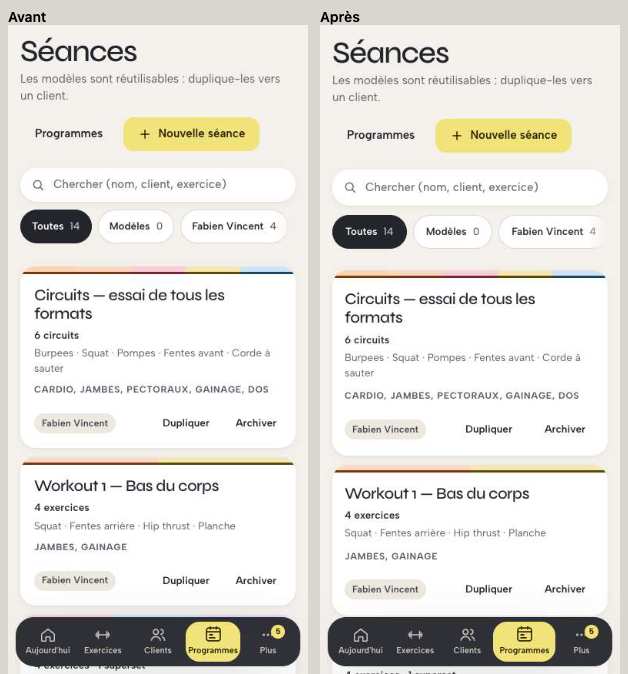 Avant
Séances
Les modèles sont réutilisables : duplique-les vers
un client.
Programmes
+ Nouvelle séance
Chercher (nom, client, exercice)
Toutes 14
Modèles 0
Fabien Vincent 4
Circuits — essai de tous les
formats
6 circuits
Burpees · Squat · Pompes · Fentes avant · Corde à
sauter
CARDIO, JAMBES, PECTORAUX, GAINAGE, DOS
Fabien Vincent
Dupliquer
Archiver
Workout 1 — Bas du corps
4 exercices
Squat · Fentes arrière · Hip thrust · Planche
JAMBES, GAINAGE
Fabien Vincent
Dupliquer
Archiver
Aujourd'hui
Exercices
Clients
Programmes
5
Plus
4 exercices · 1 superset
Après
Séances
Les modèles sont réutilisables : duplique-les vers
un client.
Programmes
+ Nouvelle séance
Chercher (nom, client, exercice)
Toutes 14
Modèles 0
Fabien Vincent 4
Circuits — essai de tous les
formats
6 circuits
Burpees · Squat · Pompes · Fentes avant · Corde à
sauter
CARDIO, JAMBES, PECTORAUX, GAINAGE, DOS
Fabien Vincent
Dupliquer
Archiver
Workout 1 — Bas du corps
4 exercices
Squat · Fentes arrière · Hip thrust · Planche
JAMBES, GAINAGE
Fabien Vincent
Dupliquer
Archiver
Aujourd'hui
Exercices
Clients
Programmes
5
Plus